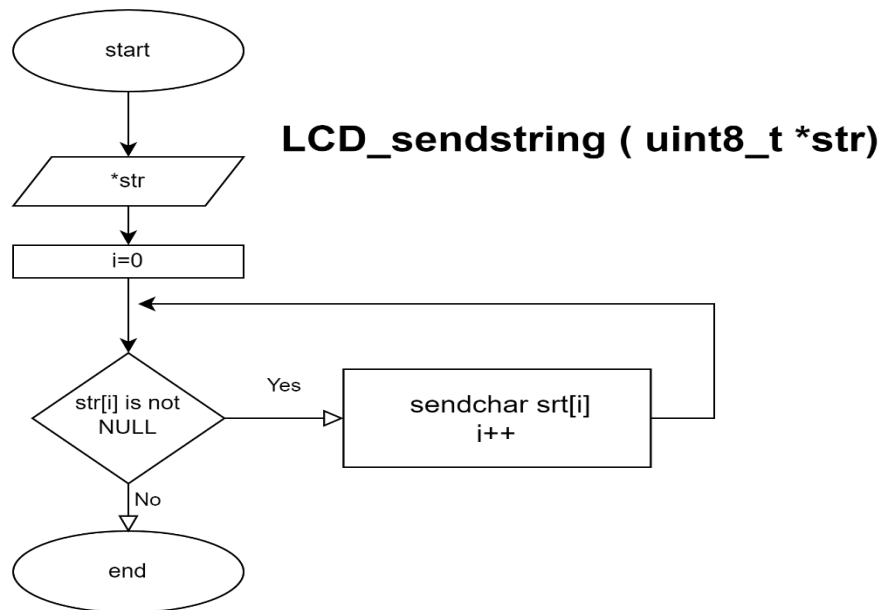 start
LCD_sendstring ( uint8_t *str)
*str
i=0
str[i] is not
NULL
Yes
sendchar srt[i]
i++
No
end